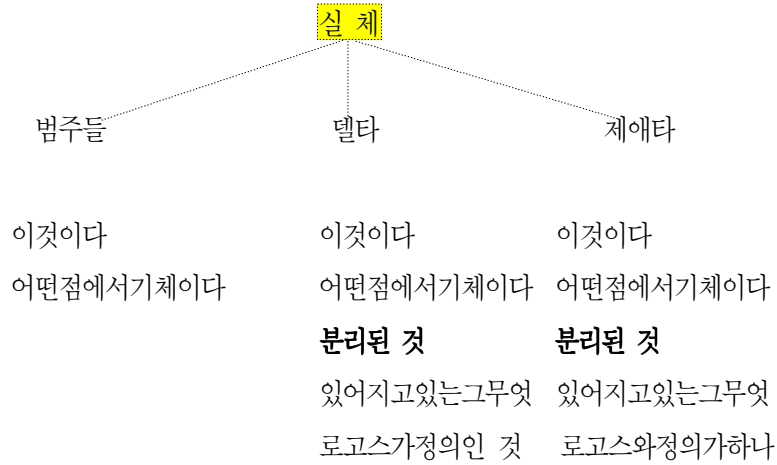 실 체
범주들 델타 제애타
이것이다 이것이다 이것이다
어떤점에서기체이다 어떤점에서기체이다 어떤점에서기체이다
분리된 것 분리된 것
있어지고있는그무엇 있어지고있는그무엇
로고스가정의인 것 로고스와정의가하나